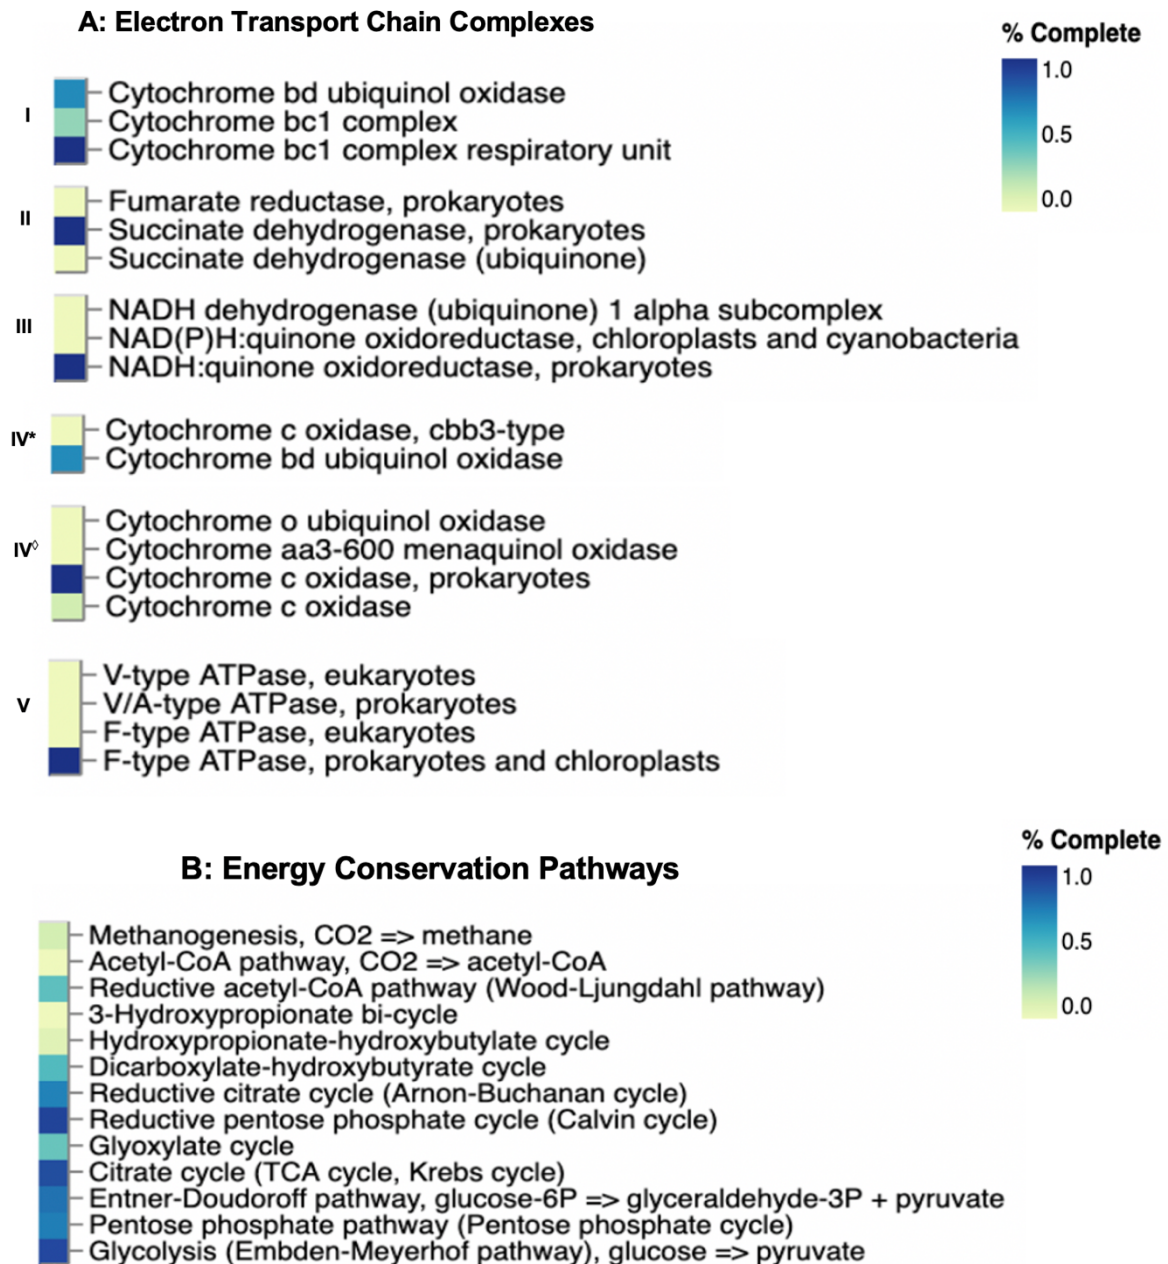 A: Electron Transport Chain Complexes
% Complete
1.0
0.5
0.0
I
Cytochrome bd ubiquinol oxidase
Cytochrome bc1 complex
Cytochrome bc1 complex respiratory unit
II
Fumarate reductase, prokaryotes
Succinate dehydrogenase, prokaryotes
Succinate dehydrogenase (ubiquinone)
III
NADH dehydrogenase (ubiquinone) 1 alpha subcomplex
NAD(P)H:quinone oxidoreductase, chloroplasts and cyanobacteria
NADH:quinone oxidoreductase, prokaryotes
IV*
Cytochrome c oxidase, cbb3-type
Cytochrome bd ubiquinol oxidase
IV◊
Cytochrome o ubiquinol oxidase
Cytochrome aa3-600 menaquinol oxidase
Cytochrome c oxidase, prokaryotes
Cytochrome c oxidase
V
V-type ATPase, eukaryotes
V/A-type ATPase, prokaryotes
F-type ATPase, eukaryotes
F-type ATPase, prokaryotes and chloroplasts
B: Energy Conservation Pathways
% Complete
1.0
0.5
0.0
Methanogenesis, CO2 => methane
Acetyl-CoA pathway, CO2 => acetyl-CoA
Reductive acetyl-CoA pathway (Wood-Ljungdahl pathway)
3-Hydroxypropionate bi-cycle
Hydroxypropionate-hydroxybutylate cycle
Dicarboxylate-hydroxybutyrate cycle
Reductive citrate cycle (Arnon-Buchanan cycle)
Reductive pentose phosphate cycle (Calvin cycle)
Glyoxylate cycle
Citrate cycle (TCA cycle, Krebs cycle)
Entner-Doudoroff pathway, glucose-6P => glyceraldehyde-3P + pyruvate
Pentose phosphate pathway (Pentose phosphate cycle)
Glycolysis (Embden-Meyerhof pathway), glucose => pyruvate